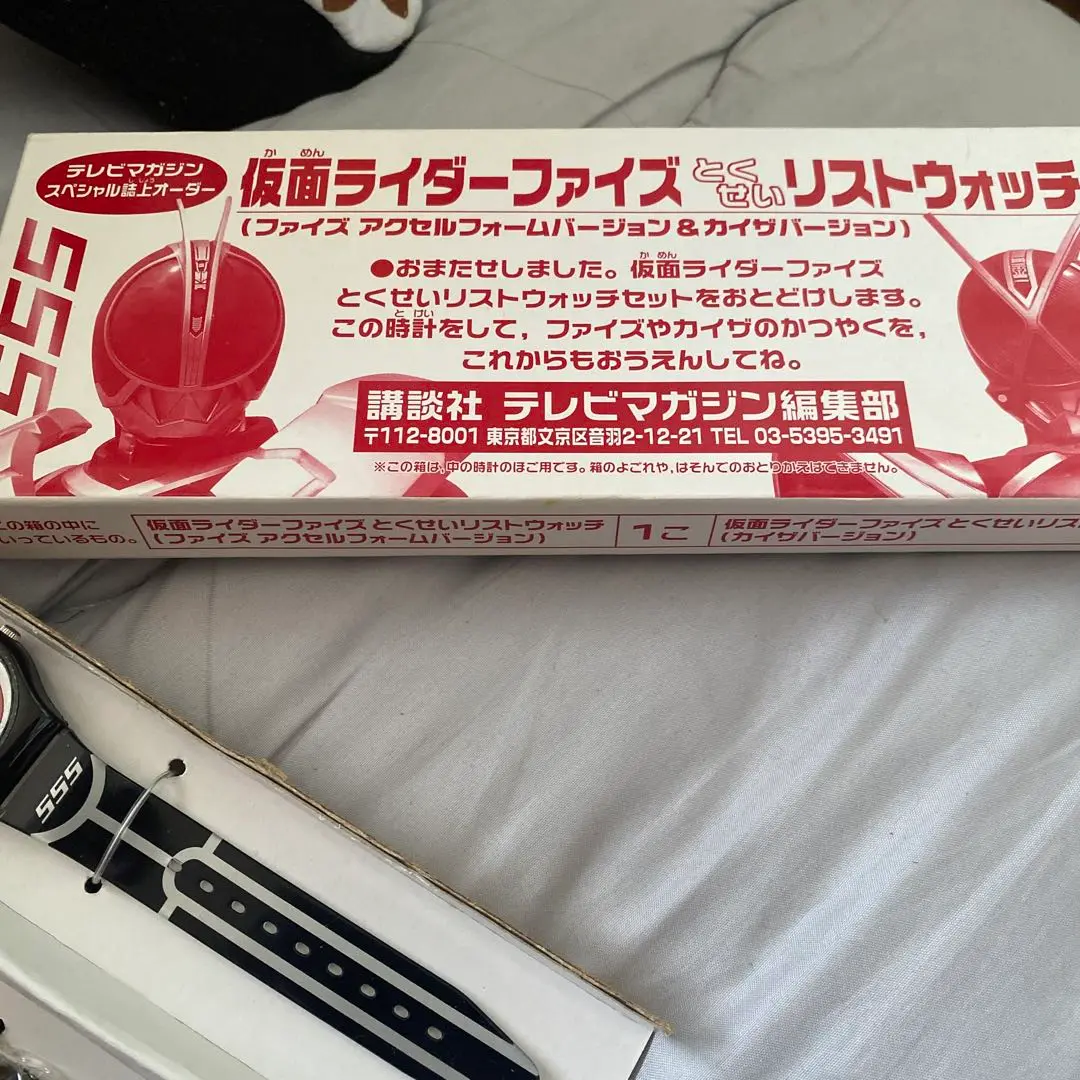 テレビマガジン
スペシャル誌上オーダー
仮面ライダーファイズ とくせい リストウォッチ
(ファイズ アクセルフォームバージョン & カイザバージョン)
555
●おまたせしました。仮面ライダーファイズ
とくせいリストウォッチセットをおとどけします。
この時計をして,ファイズやカイザのかつやくを,
これからもおうえんしてね。
講談社 テレビマガジン編集部
〒112-8001 東京都文京区音羽2-12-21 TEL 03-5395-3491
※この箱は,中の時計のほご用です。箱のよごれや,はそんでのおとりかえはできません。
の箱の中に
いっているもの。
仮面ライダーファイズ とくせいリストウォッチ
(ファイズ アクセルフォームバージョン)
1こ
仮面ライダーファイズ とくせいリス
(カイザバージョン)
555